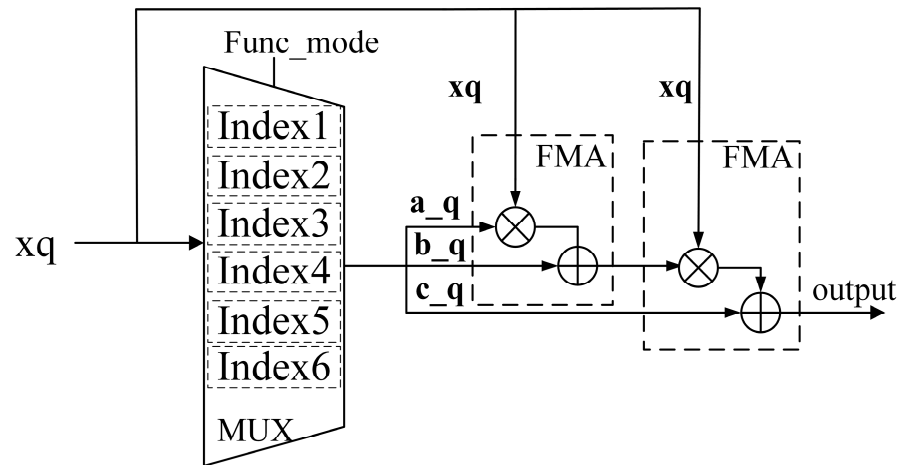 Func_mode
xq
xq
Index1
FMA
FMA
Index2
a_q
Index3
b_q
xq
Index4
c_q
output
Index5
Index6
MUX